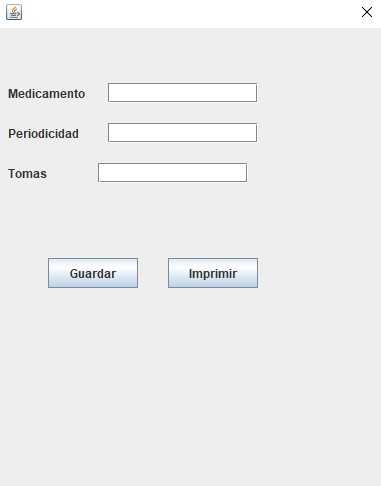 Medicamento
Periodicidad
Tomas
Guardar Imprimir